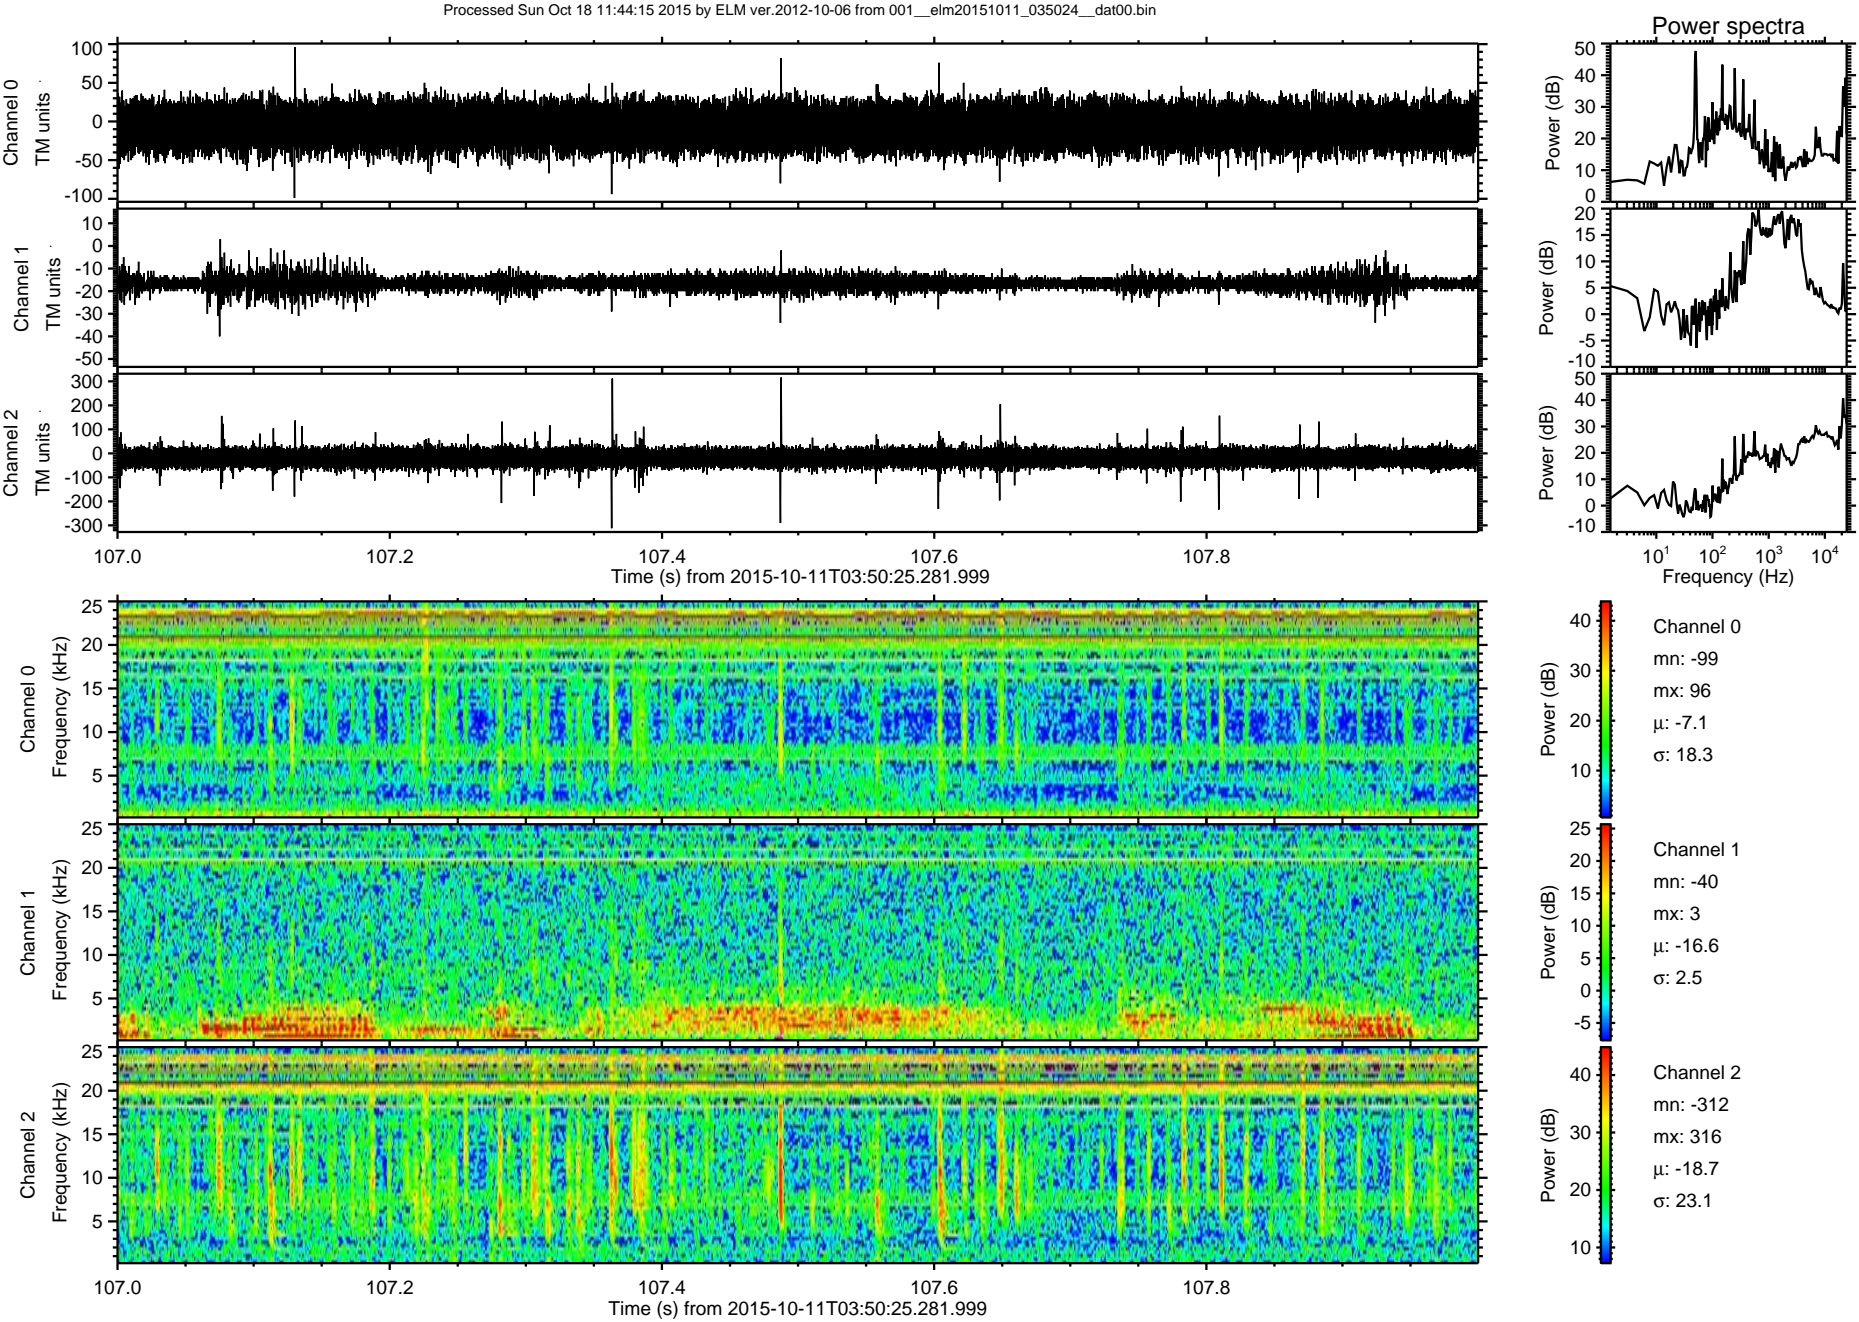 Processed Sun Oct 18 11:44:15 2015 by ELM ver.2012-10-06 from 001__elm20151011_035024__dat00.bin
Power spectra
Channel 0
TM units
100
50
0
-50
-100
Power (dB)
50
40
30
20
10
0
Channel 1
TM units
10
0
-10
-20
-30
-40
-50
Power (dB)
20
15
10
5
0
-5
-10
Channel 2
TM units
300
200
100
0
-100
-200
-300
Power (dB)
50
40
30
20
10
0
-10
107.0 107.2 107.4 107.6 107.8
Time (s) from 2015-10-11T03:50:25.281.999
10¹ 10² 10³ 10⁴
Frequency (Hz)
Channel 0
Frequency (kHz)
25
20
15
10
5
Power (dB)
40
30
20
10
Channel 0
mn: -99
mx: 96
µ: -7.1
σ: 18.3
Channel 1
Frequency (kHz)
25
20
15
10
5
Power (dB)
25
20
15
10
5
0
-5
Channel 1
mn: -40
mx: 3
µ: -16.6
σ: 2.5
Channel 2
Frequency (kHz)
25
20
15
10
5
Power (dB)
40
30
20
10
Channel 2
mn: -312
mx: 316
µ: -18.7
σ: 23.1
107.0 107.2 107.4 107.6 107.8
Time (s) from 2015-10-11T03:50:25.281.999